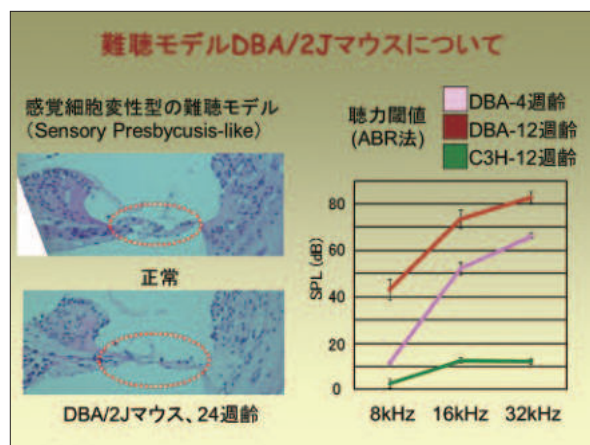 難聴モデルDBA/2Jマウスについて
感覚細胞変性型の難聴モデル
(Sensory Presbycusis-like)
正常
DBA/2Jマウス、24週齢
聴力閾値
(ABR法)
DBA-4週齢
DBA-12週齢
C3H-12週齢
SPL (dB)
80
60
40
20
0
8kHz 16kHz 32kHz